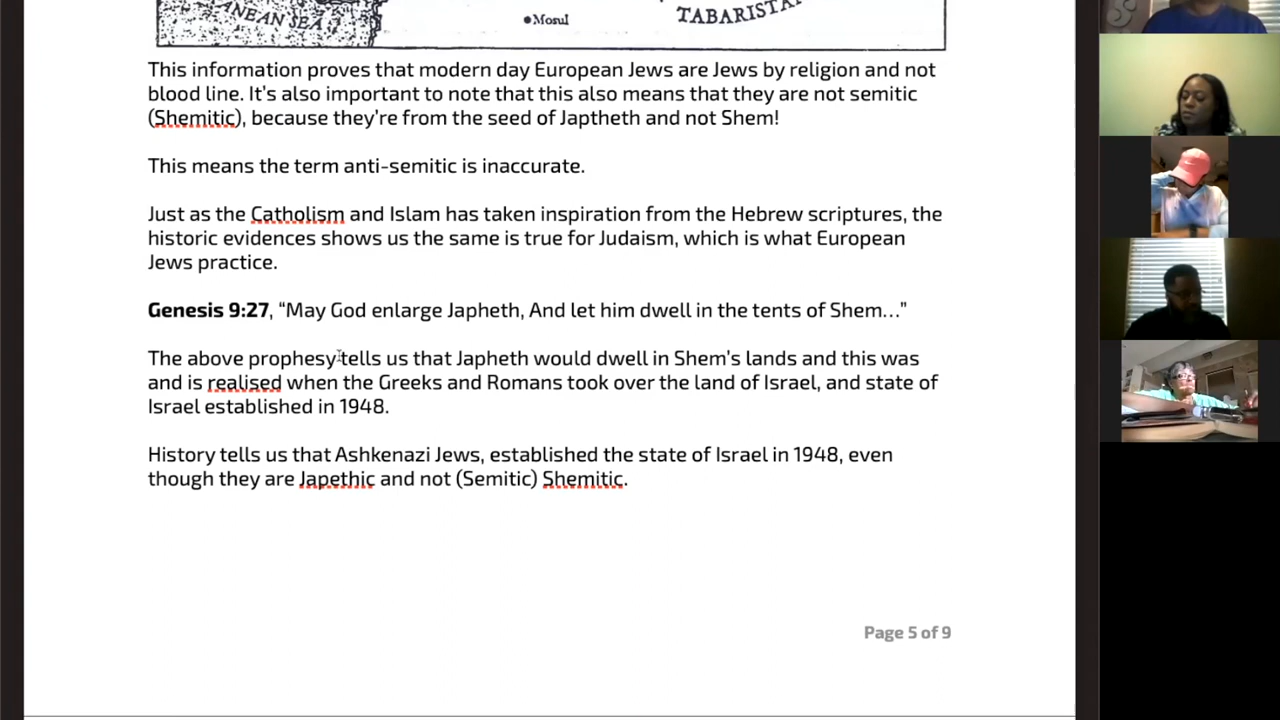 ANEAN SEA
Mosul
TABARISTA
This information proves that modern day European Jews are Jews by religion and not
blood line. It's also important to note that this also means that they are not semitic
(Shemitic), because they're from the seed of Japtheth and not Shem!
This means the term anti-semitic is inaccurate.
Just as the Catholism and Islam has taken inspiration from the Hebrew scriptures, the
historic evidences shows us the same is true for Judaism, which is what European
Jews practice.
Genesis 9:27, “May God enlarge Japheth, And let him dwell in the tents of Shem…”
The above prophesy tells us that Japheth would dwell in Shem's lands and this was
and is realised when the Greeks and Romans took over the land of Israel, and state of
Israel established in 1948.
History tells us that Ashkenazi Jews, established the state of Israel in 1948, even
though they are Japethic and not (Semitic) Shemitic.
Page 5 of 9